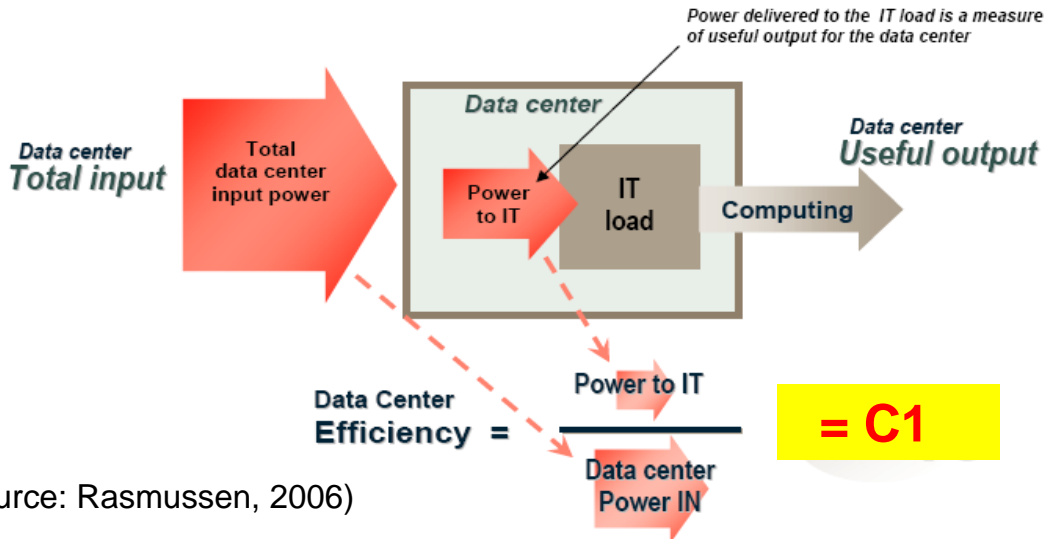 Power delivered to the IT load is a measure
of useful output for the data center
Data center
Total input
Total
data center
input power
Data center
Power
to IT
IT
load
Computing
Data center
Useful output
Data Center
Efficiency =
Power to IT
Data center
Power IN
= C1
urce: Rasmussen, 2006)